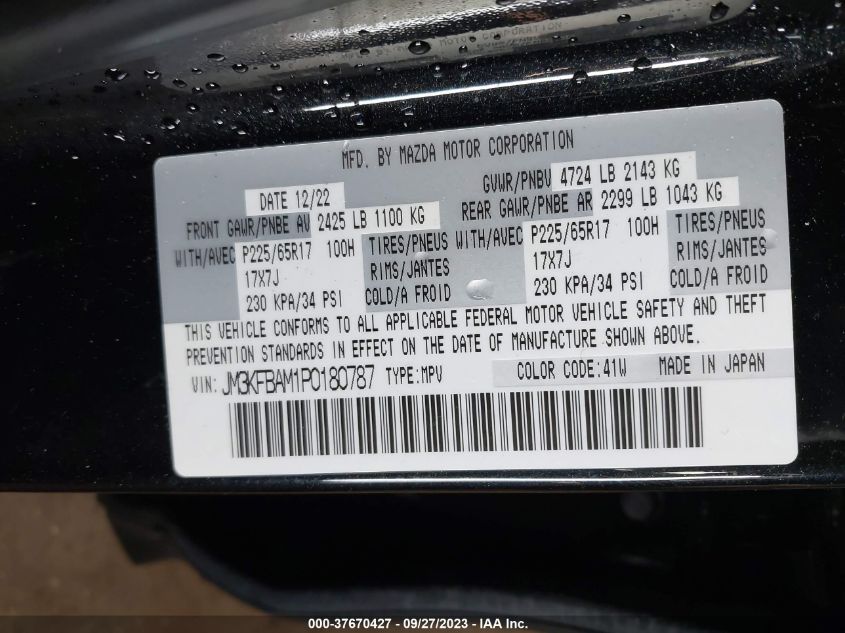 MOTOR CORPORATION
MFD. BY MAZDA MOTOR CORPORATION
DATE 12/22
GVWR/PNBV 4724 LB 2143 KG
FRONT GAWR/PNBE AV 2425 LB 1100 KG
REAR GAWR/PNBE AR 2299 LB 1043 KG
WITH/AVEC P225/65R17 100H TIRES/PNEUS WITH/AVEC P225/65R17 100H TIRES/PNEUS
17X7J RIMS/JANTES 17X7J RIMS/JANTES
230 KPA/34 PSI COLD/A FROID 230 KPA/34 PSI COLD/A FROID
THIS VEHICLE CONFORMS TO ALL APPLICABLE FEDERAL MOTOR VEHICLE SAFETY AND THEFT
PREVENTION STANDARDS IN EFFECT ON THE DATE OF MANUFACTURE SHOWN ABOVE.
VIN: JM3KFBAM1P0180787 TYPE:MPV COLOR CODE:41W MADE IN JAPAN
000-37670427 - 09/27/2023 - IAA Inc.